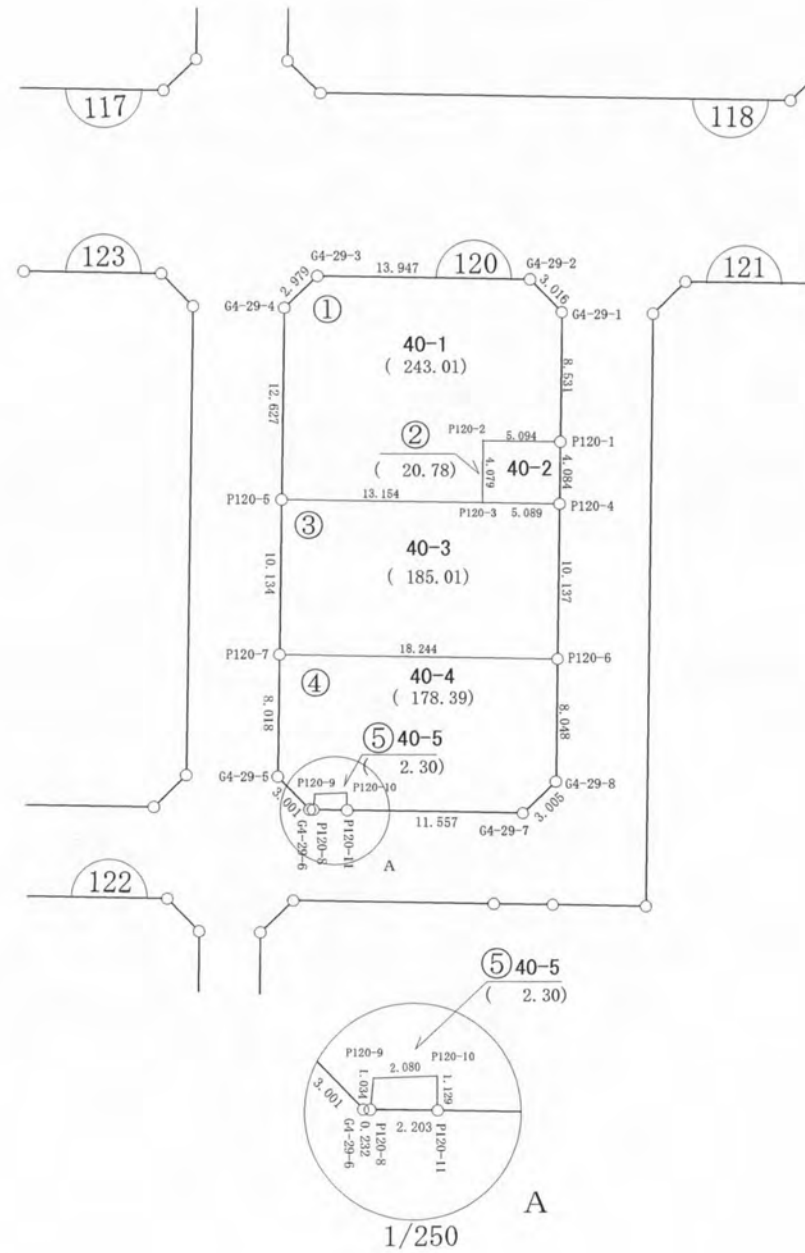 117
118
123
120
121
G4-29-3
13.947
G4-29-2
2.979
3.016
G4-29-4
G4-29-1
①
40-1
( 243.01)
8.531
12.627
②
( 20.78)
P120-2
5.094
P120-1
4.079
40-2
4.084
P120-5
13.154
P120-3
5.089
P120-4
③
40-3
( 185.01)
10.134
10.137
P120-7
18.244
P120-6
④
40-4
( 178.39)
8.018
8.048
⑤ 40-5
( 2.30)
G4-29-5
P120-9
P120-10
G4-29-8
3.001
G4-29-6
P120-8
P120-11
11.557
G4-29-7
3.005
A
122
⑤ 40-5
( 2.30)
P120-9
P120-10
2.080
1.034
1.129
3.001
G4-29-6
0.232
P120-8
2.203
P120-11
A
1/250